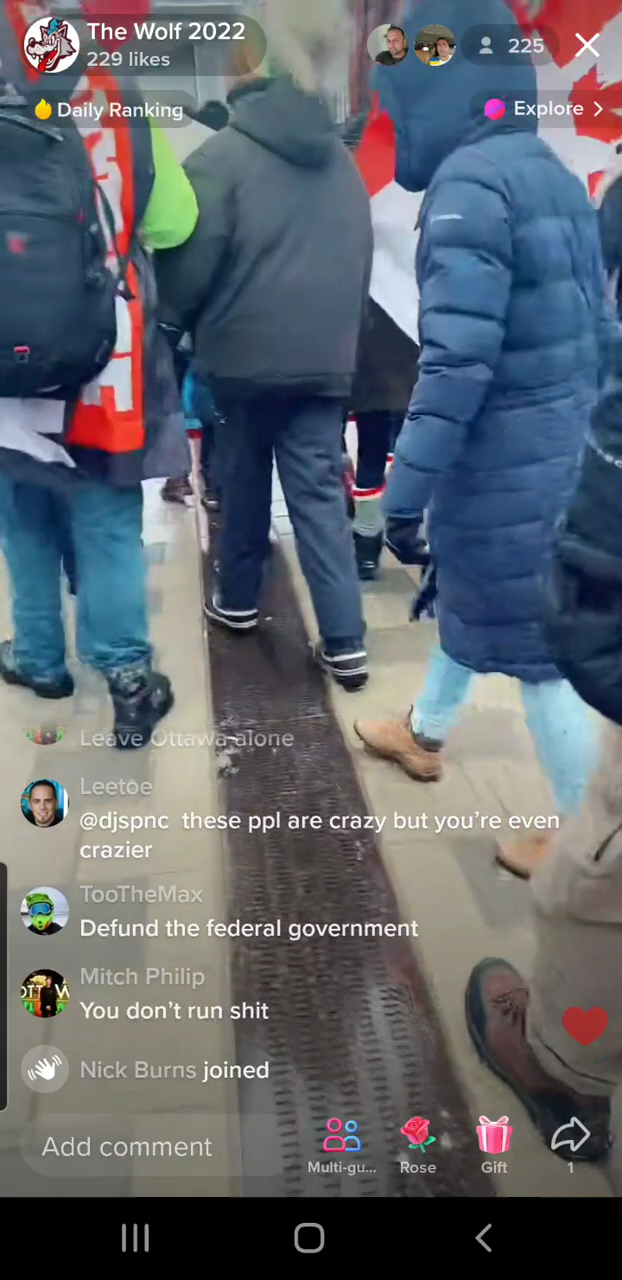 The Wolf 2022
229 likes
225
Daily Ranking
Explore
Leave Ottawa alone
Leetoe
@djspnc these ppl are crazy but you're even
crazier
TooTheMax
Defund the federal government
Mitch Philip
You don't run shit
Nick Burns joined
Add comment
Multi-gu...
Rose
Gift
1